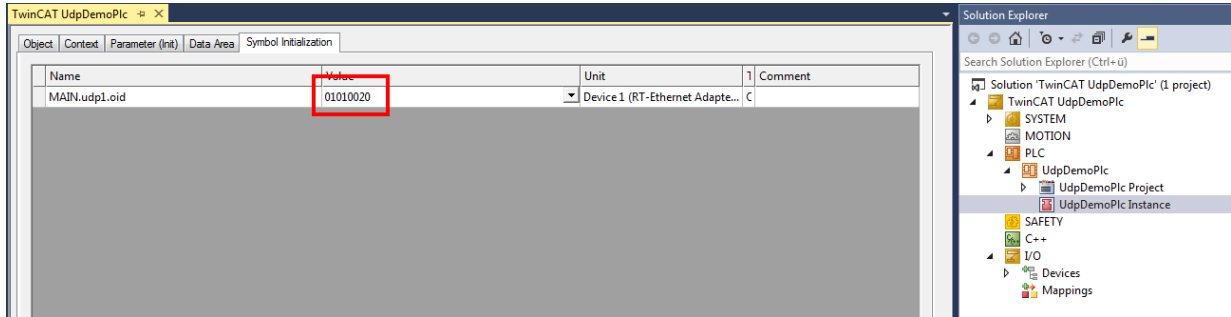 TwinCAT UdpDemoPlc
Object Context Parameter (Init) Data Area Symbol Initialization
Name Value Unit T Comment
MAIN.udp1.oid 01010020 Device 1 (RT-Ethernet Adapte... C
Solution Explorer
Search Solution Explorer (Ctrl+ü)
Solution 'TwinCAT UdpDemoPlc' (1 project)
TwinCAT UdpDemoPlc
SYSTEM
MOTION
PLC
UdpDemoPlc
UdpDemoPlc Project
UdpDemoPlc Instance
SAFETY
C++
I/O
Devices
Mappings